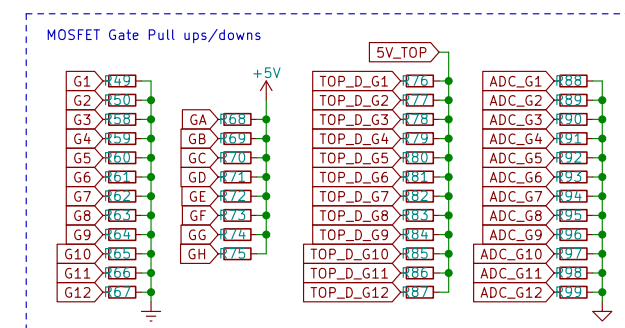 MOSFET Gate Pull ups/downs
5V_TOP
+5V
G1 R49
G2 R50
G3 R58
G4 R59
G5 R60
G6 R61
G7 R62
G8 R63
G9 R64
G10 R65
G11 R66
G12 R67
GA R68
GB R69
GC R70
GD R71
GE R72
GF R73
GG R74
GH R75
TOP_D_G1 R76
TOP_D_G2 R77
TOP_D_G3 R78
TOP_D_G4 R79
TOP_D_G5 R80
TOP_D_G6 R81
TOP_D_G7 R82
TOP_D_G8 R83
TOP_D_G9 R84
TOP_D_G10 R85
TOP_D_G11 R86
TOP_D_G12 R87
ADC_G1 R88
ADC_G2 R89
ADC_G3 R90
ADC_G4 R91
ADC_G5 R92
ADC_G6 R93
ADC_G7 R94
ADC_G8 R95
ADC_G9 R96
ADC_G10 R97
ADC_G11 R98
ADC_G12 R99